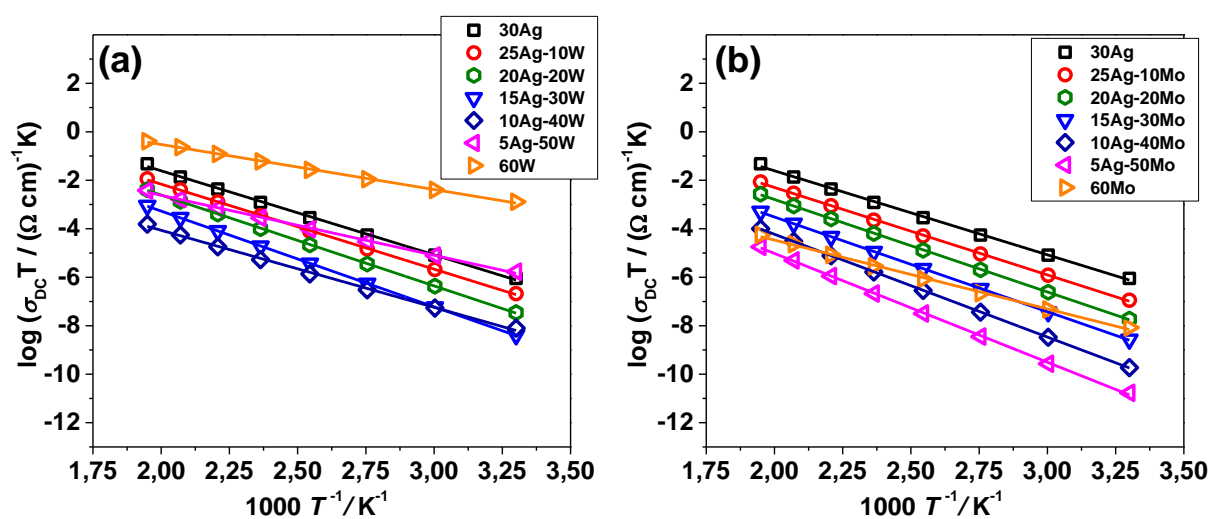 (a)
30Ag
25Ag-10W
20Ag-20W
15Ag-30W
10Ag-40W
5Ag-50W
60W
2
0
-2
-4
-6
-8
-10
-12
log (σDCT / (Ω cm)-1K)
1,75 2,00 2,25 2,50 2,75 3,00 3,25 3,50
1000 T -1/ K-1
(b)
30Ag
25Ag-10Mo
20Ag-20Mo
15Ag-30Mo
10Ag-40Mo
5Ag-50Mo
60Mo
2
0
-2
-4
-6
-8
-10
-12
log (σDCT / (Ω cm)-1K)
1,75 2,00 2,25 2,50 2,75 3,00 3,25 3,50
1000 T -1/ K-1